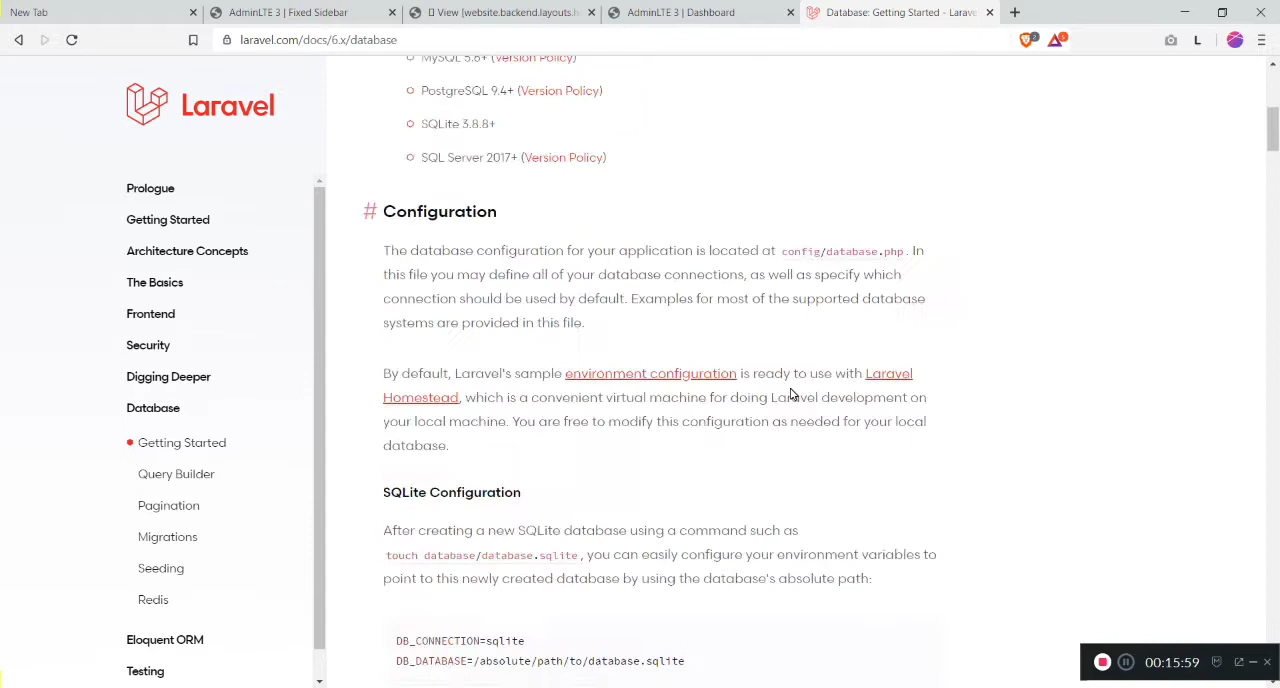 New Tab
AdminLTE 3 | Fixed Sidebar
View [website.backend.layouts.h
AdminLTE 3 | Dashboard
Database: Getting Started - Larave
laravel.com/docs/6.x/database
MySQL 5.6+ (Version Policy)
Laravel
PostgreSQL 9.4+ (Version Policy)
SQLite 3.8.8+
SQL Server 2017+ (Version Policy)
Prologue
Getting Started
Architecture Concepts
The Basics
Frontend
Security
Digging Deeper
Database
Getting Started
Query Builder
Pagination
Migrations
Seeding
Redis
Eloquent ORM
Testing
# Configuration
The database configuration for your application is located at config/database.php. In
this file you may define all of your database connections, as well as specify which
connection should be used by default. Examples for most of the supported database
systems are provided in this file.
By default, Laravel's sample environment configuration is ready to use with Laravel
Homestead, which is a convenient virtual machine for doing Laravel development on
your local machine. You are free to modify this configuration as needed for your local
database.
SQLite Configuration
After creating a new SQLite database using a command such as
touch database/database.sqlite, you can easily configure your environment variables to
point to this newly created database by using the database's absolute path:
DB_CONNECTION=sqlite
DB_DATABASE=/absolute/path/to/database.sqlite
00:15:59